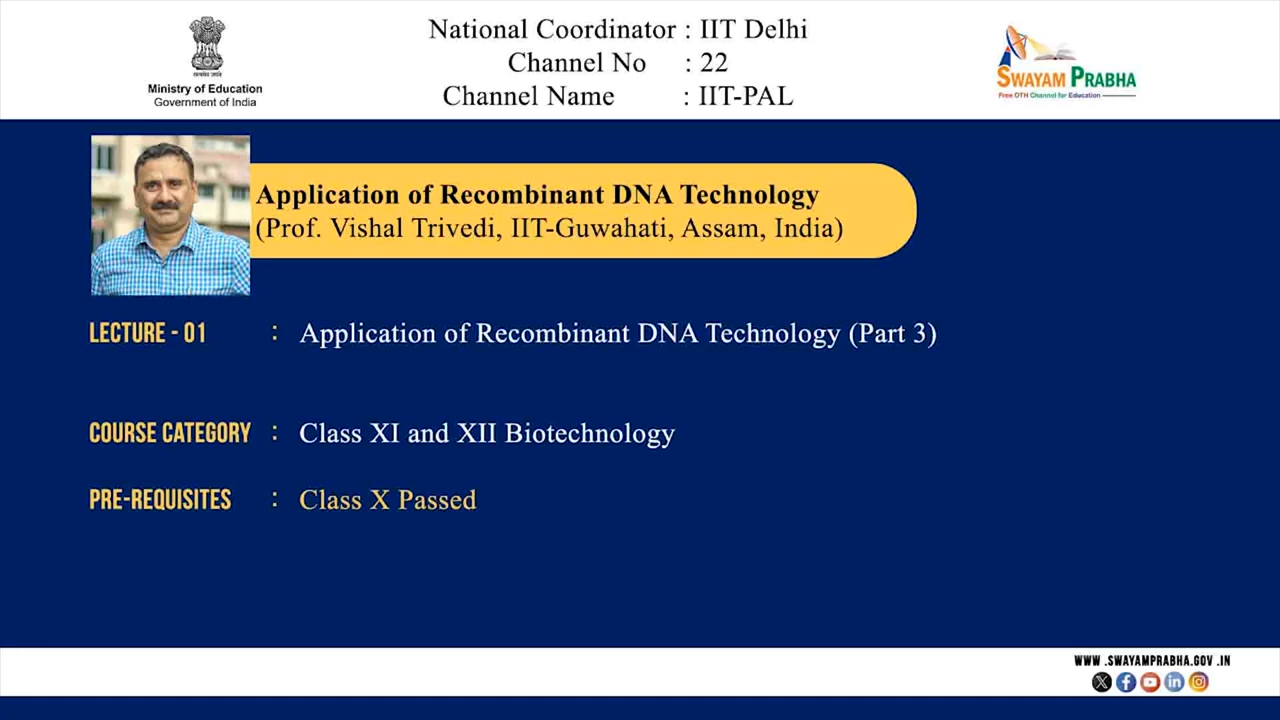 सत्यमेव जयते
Ministry of Education
Government of India
National Coordinator : IIT Delhi
Channel No : 22
Channel Name : IIT-PAL
SWAYAM PRABHA
Free DTH Channel for Education
Application of Recombinant DNA Technology
(Prof. Vishal Trivedi, IIT-Guwahati, Assam, India)
LECTURE - 01 : Application of Recombinant DNA Technology (Part 3)
COURSE CATEGORY : Class XI and XII Biotechnology
PRE-REQUISITES : Class X Passed
WWW .SWAYAMPRABHA.GOV .IN